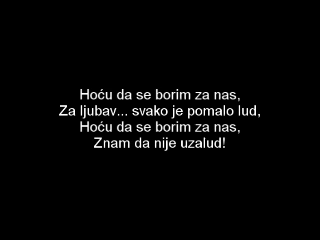 Hoću da se borim za nas,
Za ljubav... svako je pomalo lud,
Hoću da se borim za nas,
Znam da nije uzalud!